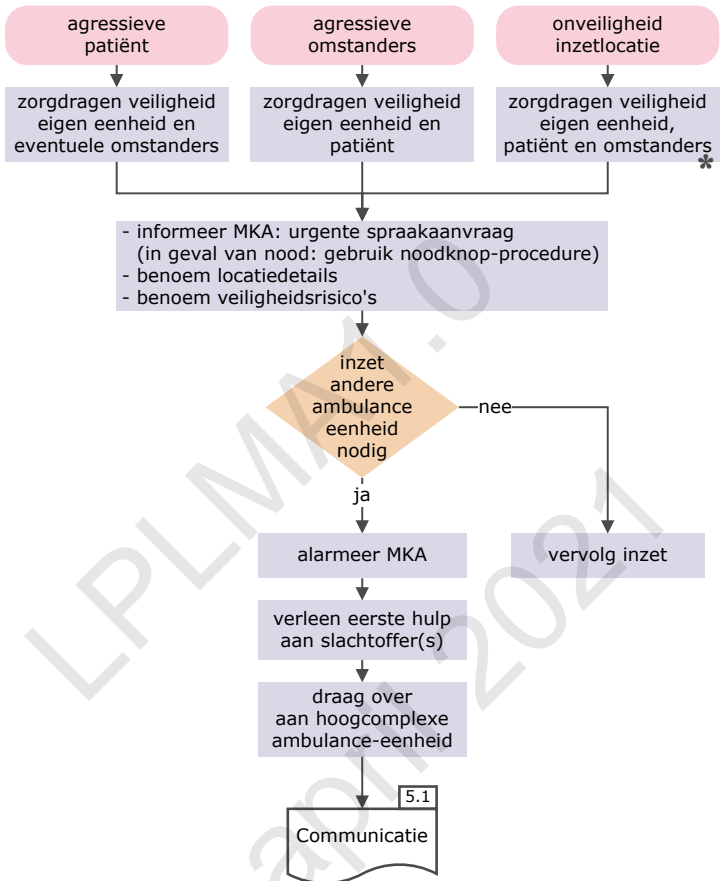 agressieve
patiënt
agressieve
omstanders
onveiligheid
inzetlocatie
zorgdragen veiligheid
eigen eenheid en
eventuele omstanders
zorgdragen veiligheid
eigen eenheid en
patiënt
zorgdragen veiligheid
eigen eenheid,
patiënt en omstanders
*
- informeer MKA: urgente spraakaanvraag
(in geval van nood: gebruik noodknop-procedure)
- benoem locatiedetails
- benoem veiligheidsrisico's
inzet
andere
ambulance
eenheid
nodig
nee
ja
alarmeer MKA
vervolg inzet
verleen eerste hulp
aan slachtoffer(s)
draag over
aan hoogcomplexe
ambulance-eenheid
5.1
Communicatie
LPLMA1.0
april 2021